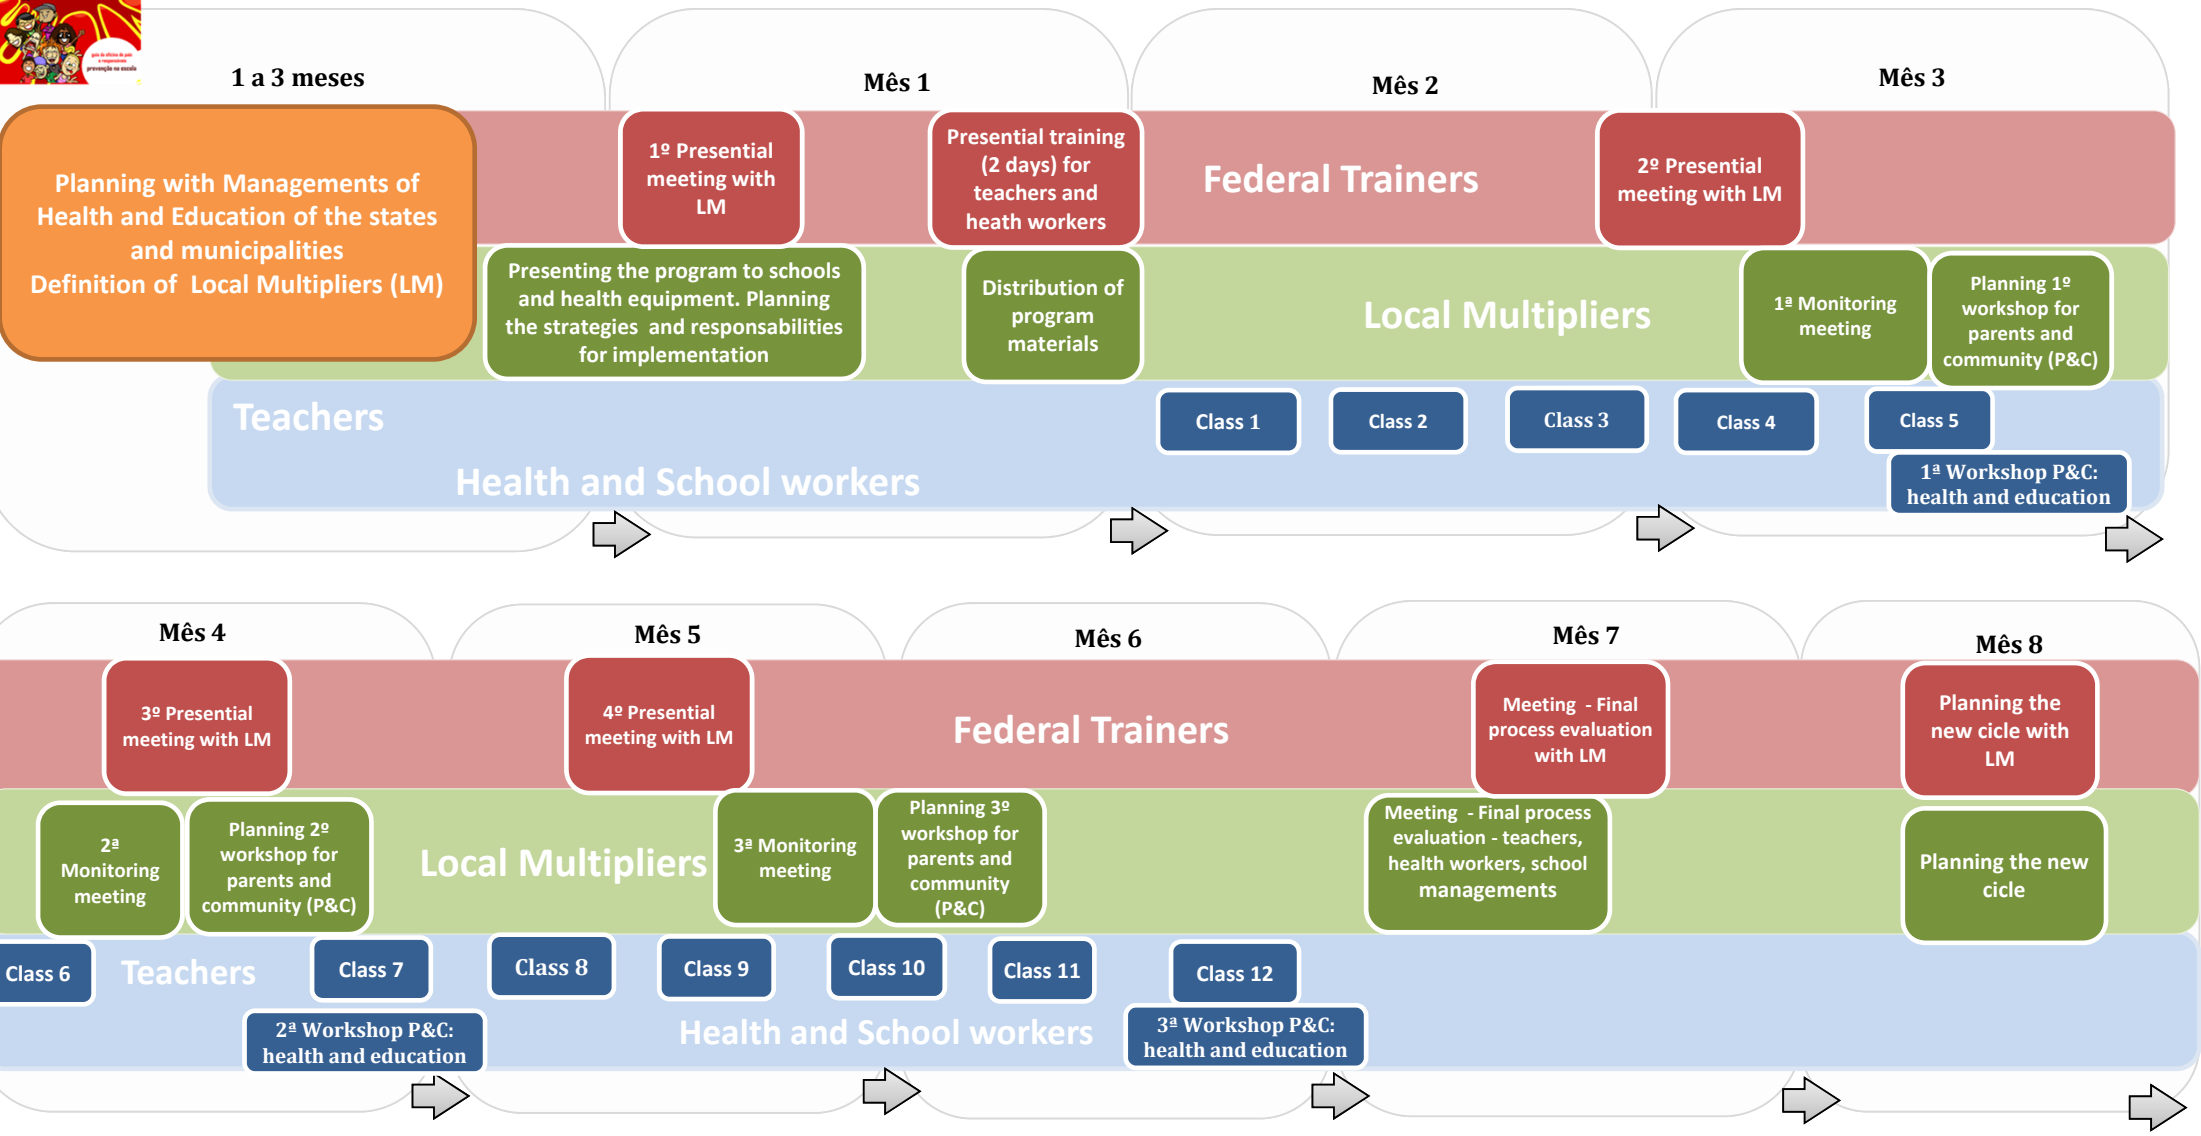 guia de oficina de pais
e responsáveis
prevenção na escola
1 a 3 meses
Mês 1
Mês 2
Mês 3
Planning with Managements of
Health and Education of the states
and municipalities
Definition of Local Multipliers (LM)
1º Presential
meeting with
LM
Presential training
(2 days) for
teachers and
heath workers
Federal Trainers
2º Presential
meeting with LM
Presenting the program to schools
and health equipment. Planning
the strategies and responsabilities
for implementation
Distribution of
program
materials
Local Multipliers
1ª Monitoring
meeting
Planning 1º
workshop for
parents and
community (P&C)
Teachers
Class 1
Class 2
Class 3
Class 4
Class 5
Health and School workers
1ª Workshop P&C:
health and education
Mês 4
Mês 5
Mês 6
Mês 7
Mês 8
3º Presential
meeting with LM
4º Presential
meeting with LM
Federal Trainers
Meeting - Final
process evaluation
with LM
Planning the
new cicle with
LM
2ª
Monitoring
meeting
Planning 2º
workshop for
parents and
community (P&C)
Local Multipliers
3ª Monitoring
meeting
Planning 3º
workshop for
parents and
community
(P&C)
Meeting - Final process
evaluation - teachers,
health workers, school
managements
Planning the new
cicle
Class 6
Teachers
Class 7
Class 8
Class 9
Class 10
Class 11
Class 12
2ª Workshop P&C:
health and education
Health and School workers
3ª Workshop P&C:
health and education